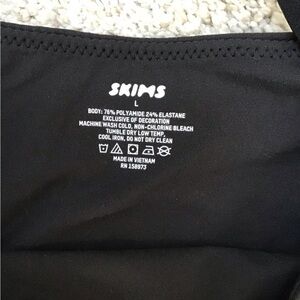 SKIMS
L
BODY: 76% POLYAMIDE 24% ELASTANE
EXCLUSIVE OF DECORATION
MACHINE WASH COLD, NON-CHLORINE BLEACH
TUMBLE DRY LOW TEMP,
COOL IRON, DO NOT DRY CLEAN
MADE IN VIETNAM
RN 158973